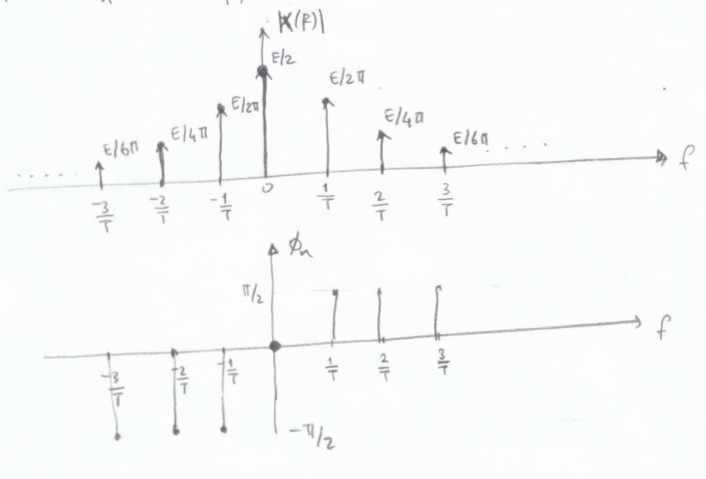 |X(f)|
E/2
E/6π E/4π E/2π E/2π E/4π E/6π
f
-3/T -2/T -1/T 0 1/T 2/T 3/T
ϕn
π/2
f
-3/T -2/T -1/T 1/T 2/T 3/T
-π/2